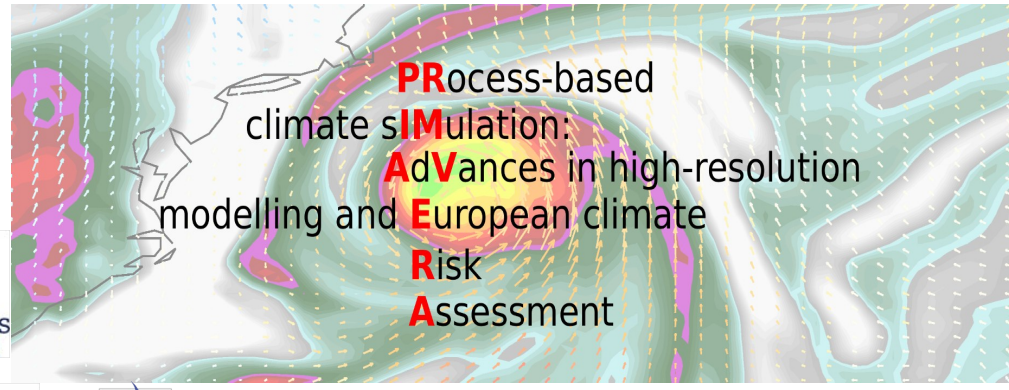 PRocess-based
climate sIMulation:
AdVances in high-resolution
modelling and European climate
Risk
Assessment
s